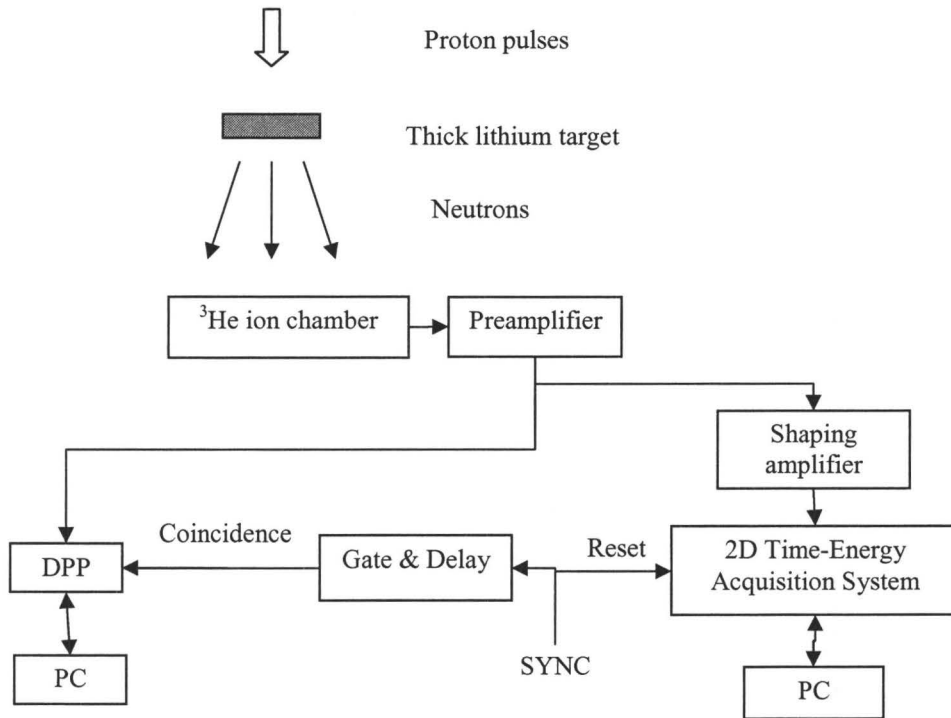 Proton pulses
Thick lithium target
Neutrons
³He ion chamber
Preamplifier
Shaping
amplifier
Coincidence
DPP
Gate & Delay
Reset
2D Time-Energy
Acquisition System
SYNC
PC
PC